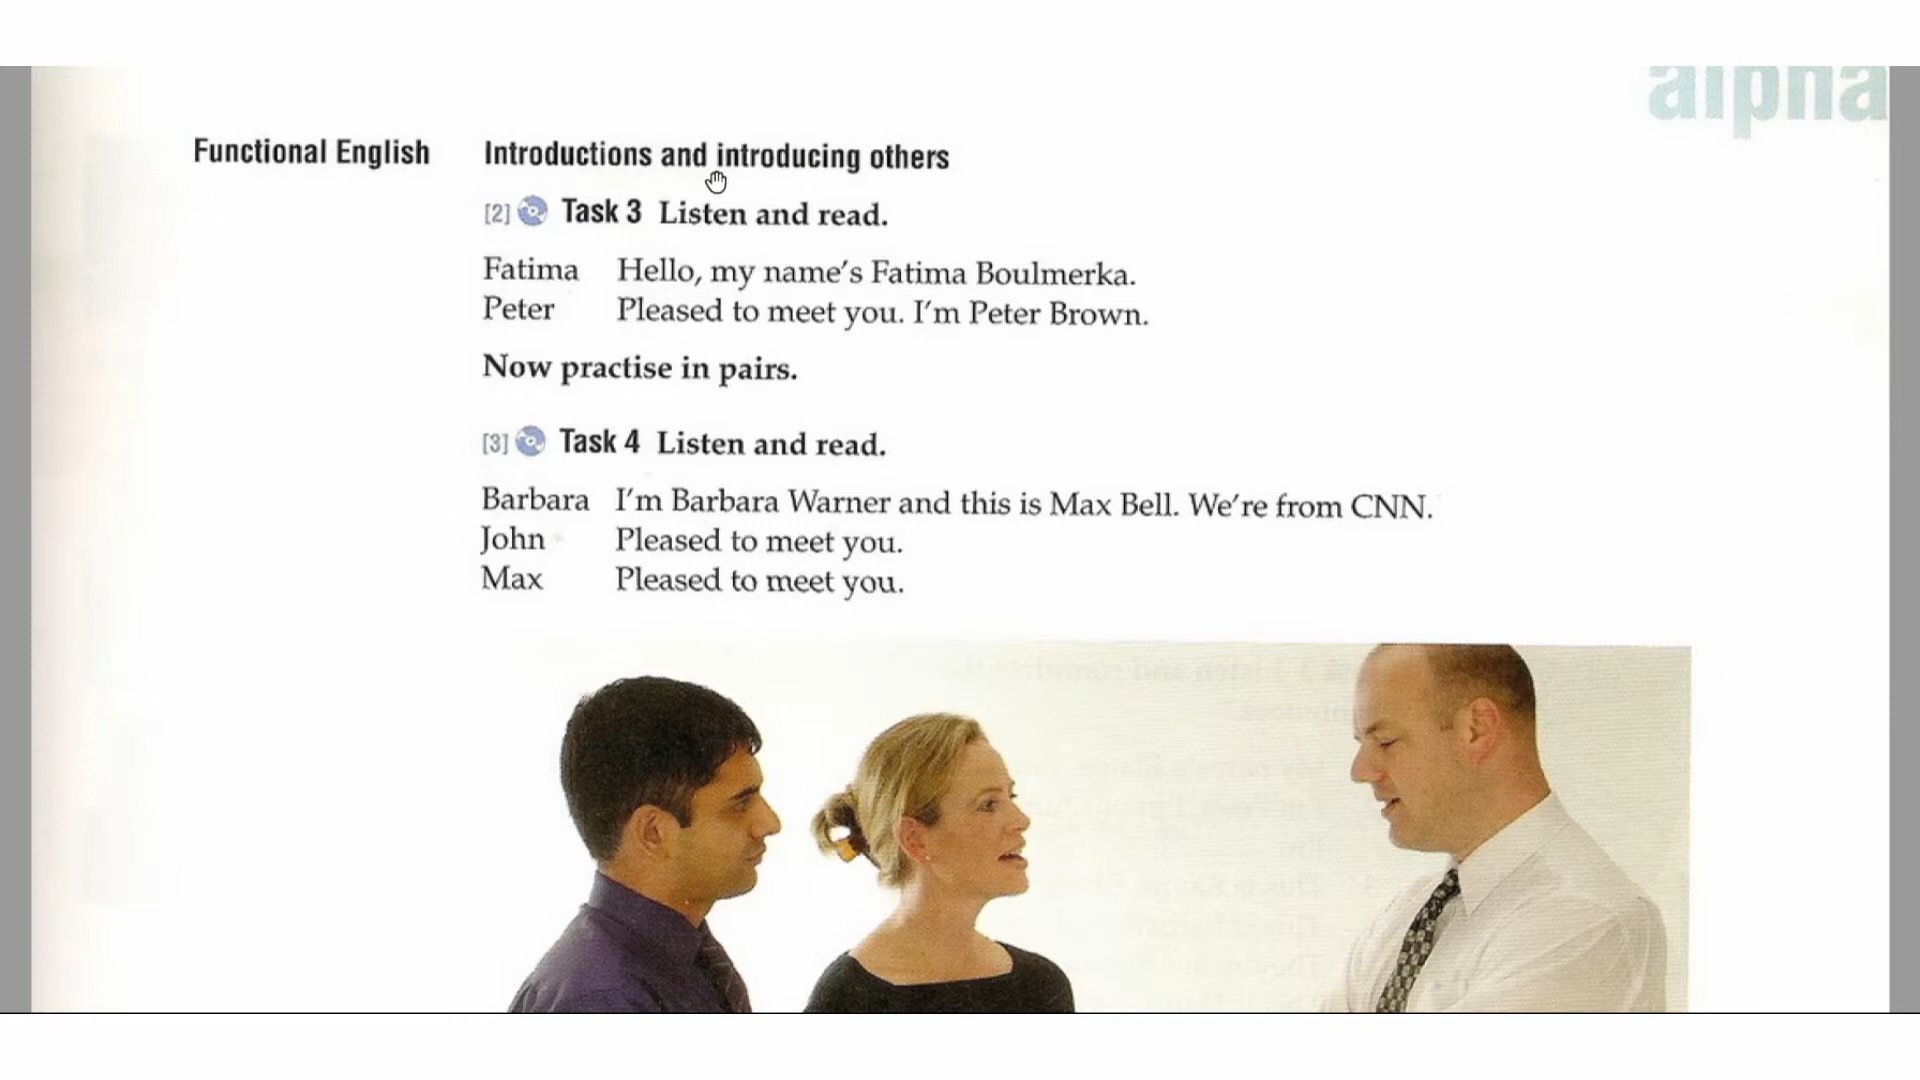 alpha
Functional English Introductions and introducing others
[2] Task 3 Listen and read.
Fatima Hello, my name's Fatima Boulmerka.
Peter Pleased to meet you. I'm Peter Brown.
Now practise in pairs.
[3] Task 4 Listen and read.
Barbara I'm Barbara Warner and this is Max Bell. We're from CNN.
John Pleased to meet you.
Max Pleased to meet you.